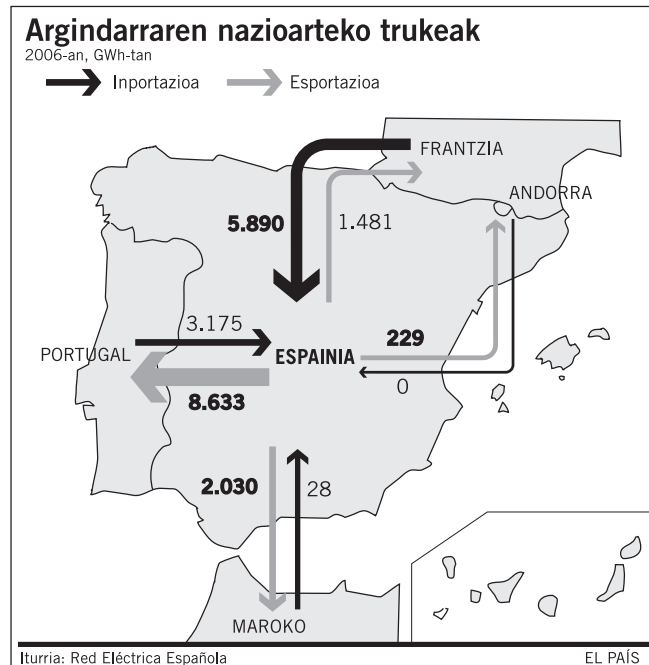 Argindarraren nazioarteko trukeak
2006-an, GWh-tan
Inportazioa
Esportazioa
FRANTZIA
ANDORRA
5.890
1.481
3.175
PORTUGAL
ESPAINIA
229
0
8.633
2.030
28
MAROKO
Iturria: Red Eléctrica Española
EL PAÍS